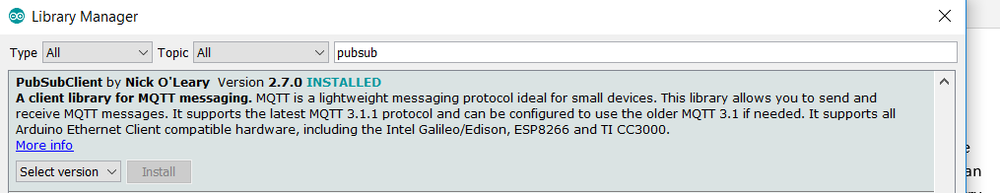 Library Manager
Type All Topic All pubsub
PubSubClient by Nick O'Leary Version 2.7.0 INSTALLED
A client library for MQTT messaging. MQTT is a lightweight messaging protocol ideal for small devices. This library allows you to send and
receive MQTT messages. It supports the latest MQTT 3.1.1 protocol and can be configured to use the older MQTT 3.1 if needed. It supports all
Arduino Ethernet Client compatible hardware, including the Intel Galileo/Edison, ESP8266 and TI CC3000.
More info
Select version Install